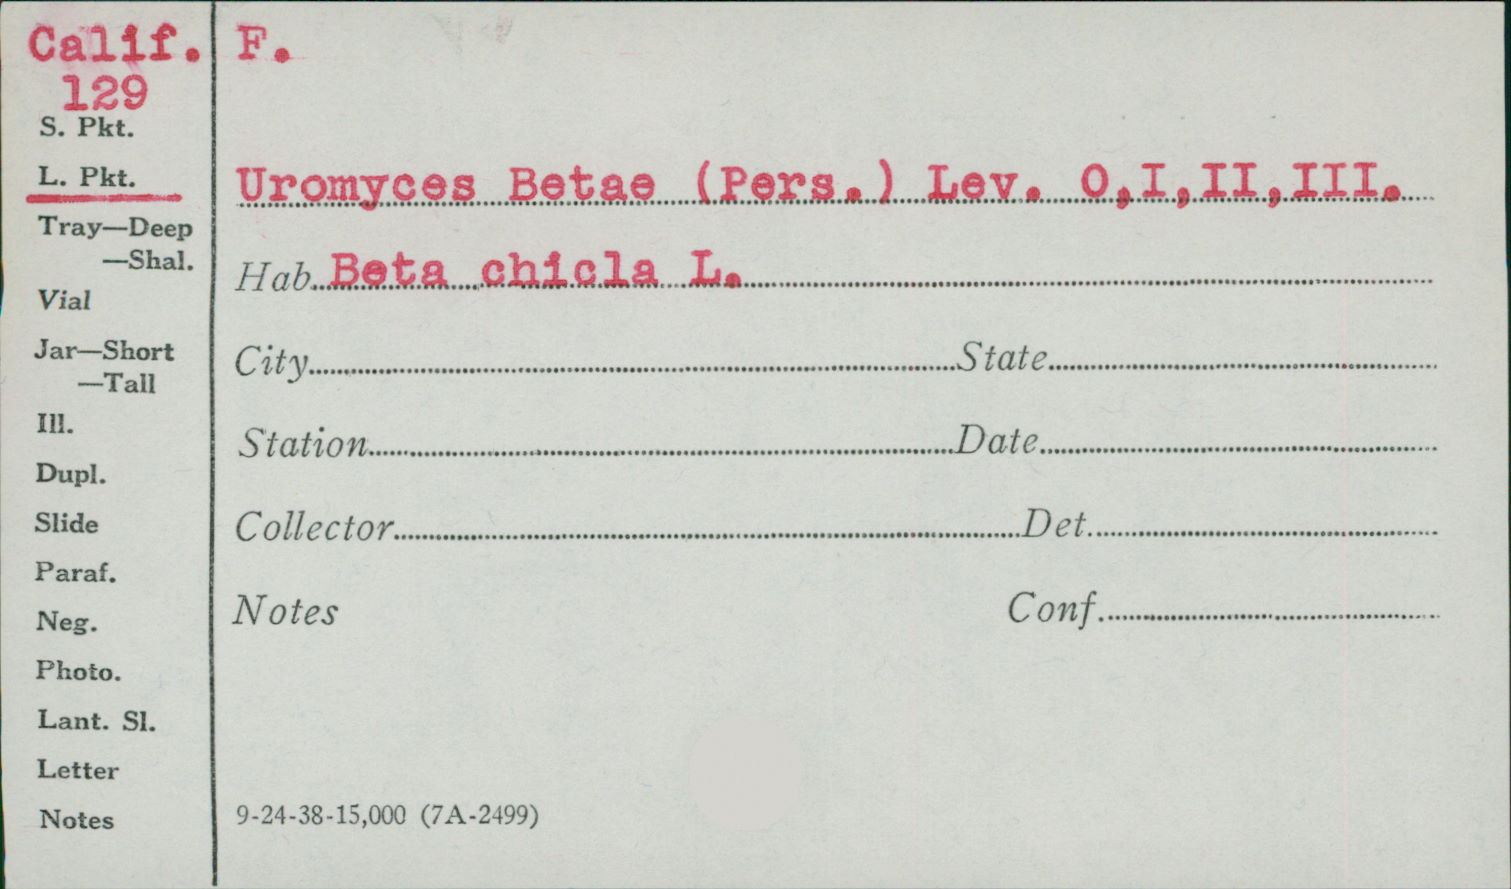 Calif. F.
129
S. Pkt.
L. Pkt.
Uromyces Betae (Pers.) Lev. O,I,II,III.
Tray—Deep
—Shal.
Hab. Beta chicla L.
Vial
Jar—Short
—Tall
City State
Ill.
Station Date
Dupl.
Slide
Collector Det.
Paraf.
Neg.
Notes Conf.
Photo.
Lant. Sl.
Letter
Notes
9-24-38-15,000 (7A-2499)